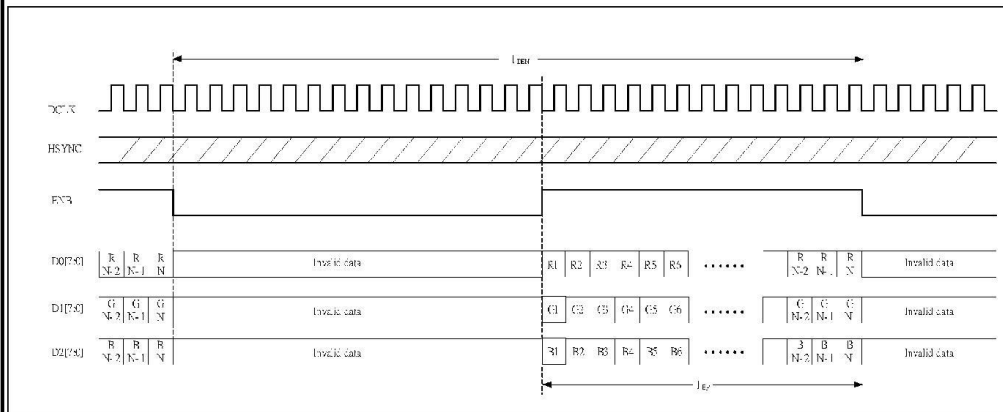 DCLK
HSYNC
ENB
D0[7:0] R N-2 R N-1 R N Invalid data R1 R2 R3 R4 R5 R6 ...... R N-2 R N-1 R N Invalid data
D1[7:0] G N-2 G N-1 G N Invalid data G1 G2 G3 G4 G5 G6 ...... G N-2 G N-1 G N Invalid data
D2[7:0] B N-2 B N-1 B N Invalid data B1 B2 B3 B4 B5 B6 ...... B N-2 B N-1 B N Invalid data